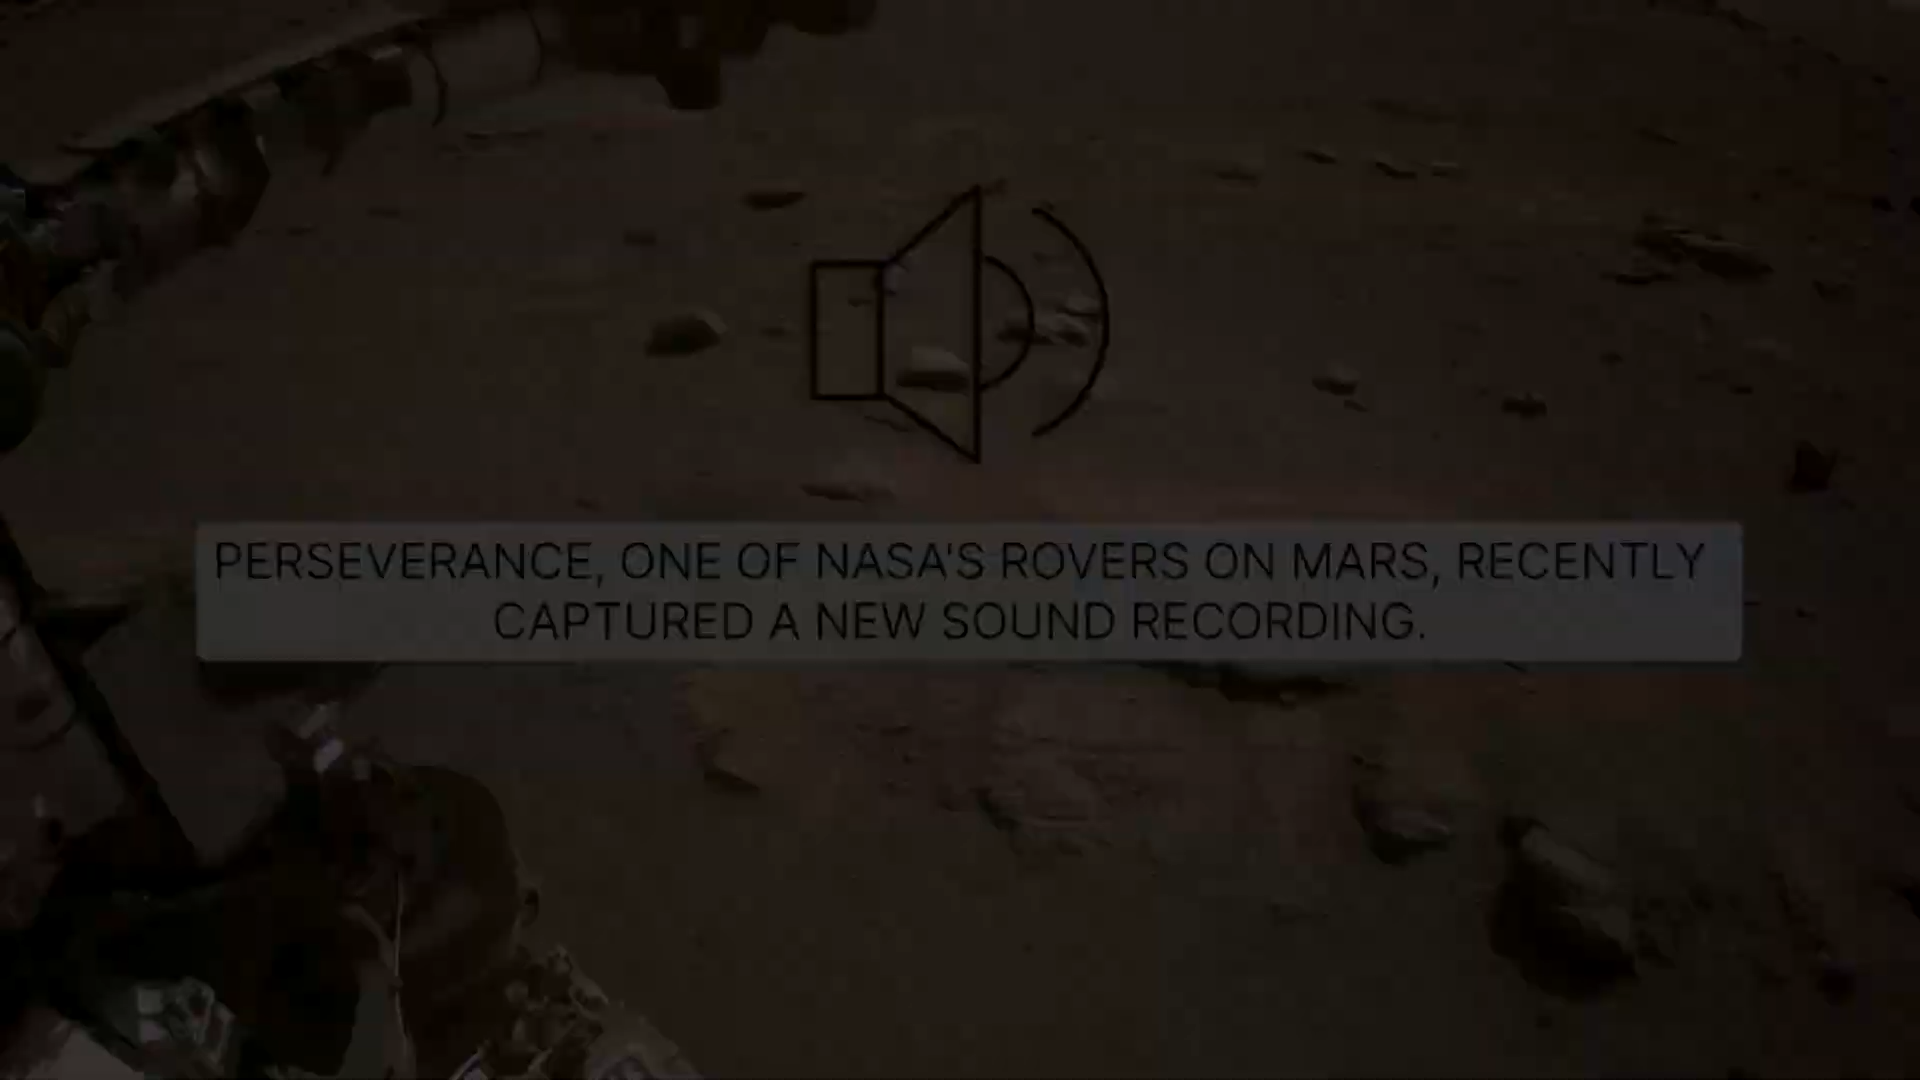 PERSEVERANCE, ONE OF NASA'S ROVERS ON MARS, RECENTLY
CAPTURED A NEW SOUND RECORDING.